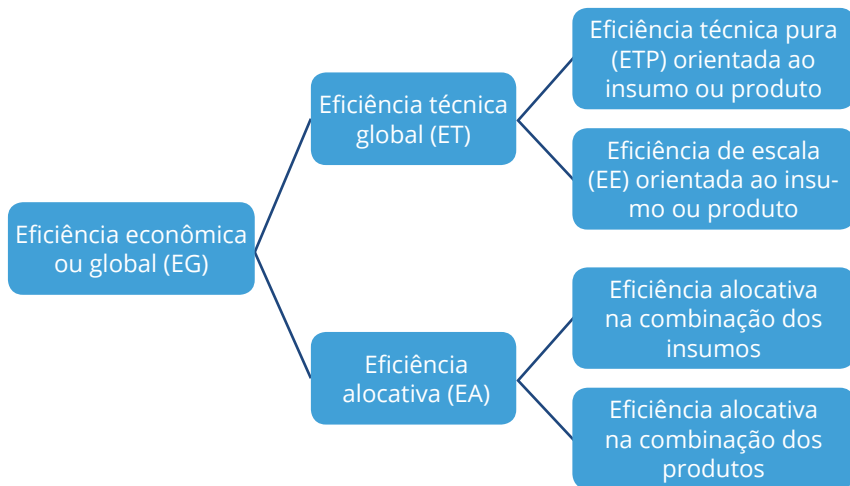 Eficiência econômica
ou global (EG)
Eficiência técnica
global (ET)
Eficiência técnica pura
(ETP) orientada ao
insumo ou produto
Eficiência de escala
(EE) orientada ao insu-
mo ou produto
Eficiência
alocativa (EA)
Eficiência alocativa
na combinação dos
insumos
Eficiência alocativa
na combinação dos
produtos